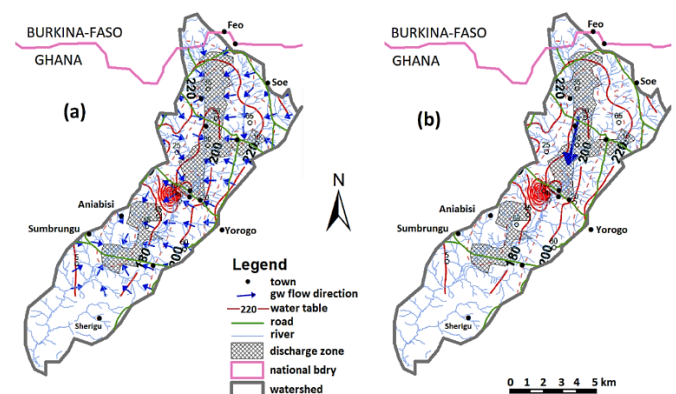 BURKINA-FASO
GHANA
Feo
Soe
(a)
220
200
220
Aniabisi
Sumbrungu
Yorogo
180
200
Sherigu
N
Legend
town
gw flow direction
220 water table
road
river
discharge zone
national bdry
watershed
BURKINA-FASO
GHANA
Feo
Soe
(b)
220
200
220
Aniabisi
Sumbrungu
Yorogo
180
200
Sherigu
0 1 2 3 4 5 km